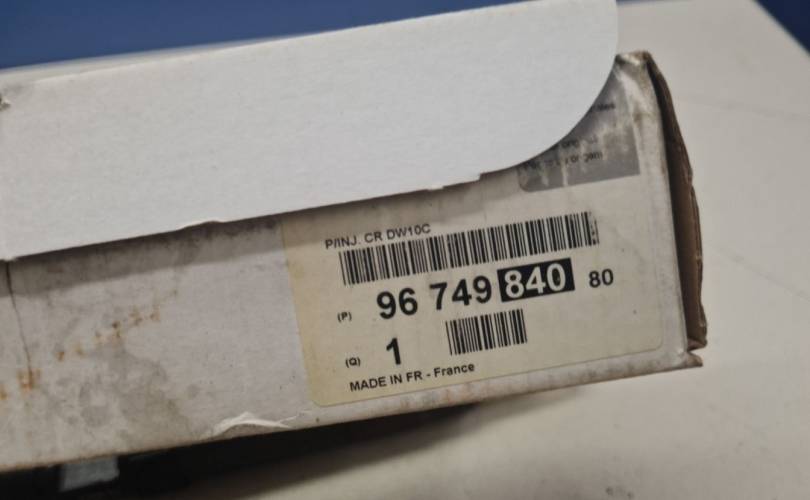 P/INJ. CR DW10C
(P) 96 749 840 80
(Q) 1
MADE IN FR - France